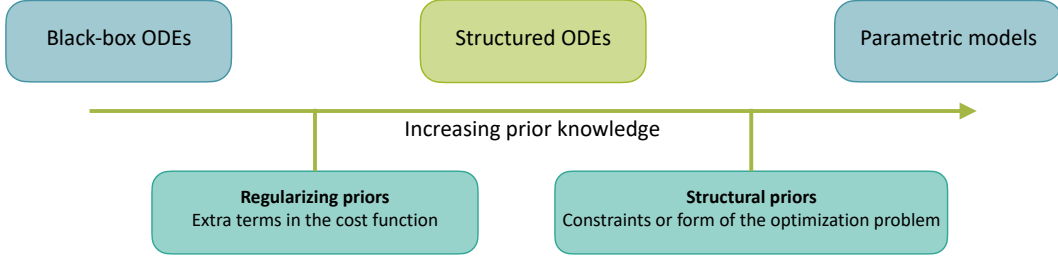 Black-box ODEs
Structured ODEs
Parametric models
Increasing prior knowledge
Regularizing priors
Extra terms in the cost function
Structural priors
Constraints or form of the optimization problem